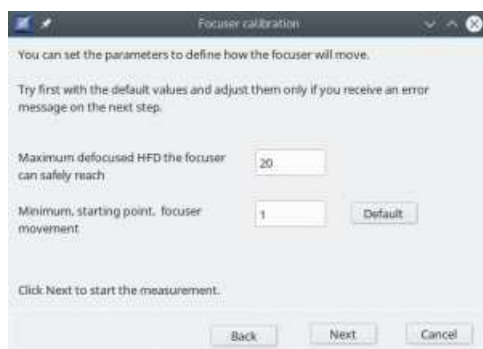 Focuser calibration
You can set the parameters to define how the focuser will move.
Try first with the default values and adjust them only if you receive an error
message on the next step.
Maximum defocused HFD the focuser
can safely reach
20
Minimum, starting point, focuser
movement
1
Default
Click Next to start the measurement.
Back
Next
Cancel